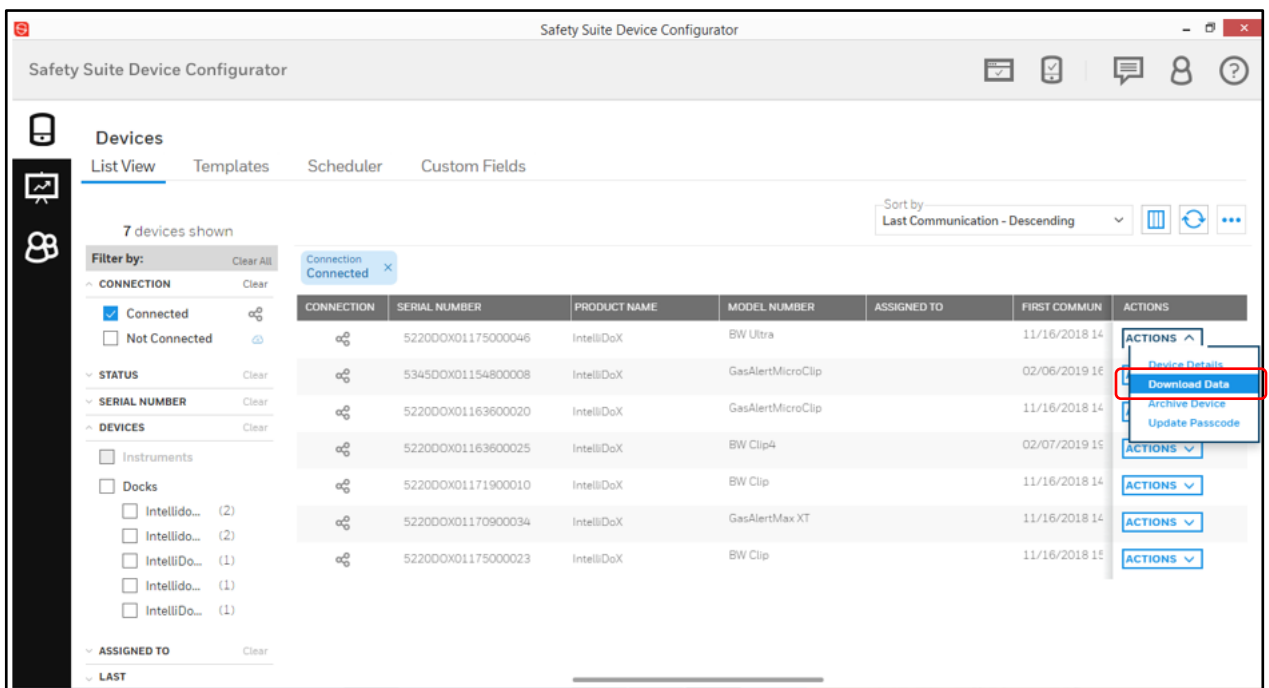 Safety Suite Device Configurator
Safety Suite Device Configurator
Devices
List View Templates Scheduler Custom Fields
Sort by
Last Communication - Descending
7 devices shown
Filter by: Clear All
Connection
Connected
CONNECTION Clear
Connected
Not Connected
STATUS Clear
SERIAL NUMBER Clear
DEVICES Clear
Instruments
Docks
Intellido... (2)
Intellido... (2)
IntelliDo... (1)
Intellido... (1)
IntelliDo... (1)
ASSIGNED TO Clear
LAST
CONNECTION SERIAL NUMBER PRODUCT NAME MODEL NUMBER ASSIGNED TO FIRST COMMUN ACTIONS
5220DOX01175000046 IntelliDoX BW Ultra 11/16/2018 14 ACTIONS
5345DOX01154800008 IntelliDoX GasAlertMicroClip 02/06/2019 16
5220DOX01163600020 IntelliDoX GasAlertMicroClip 11/16/2018 14
5220DOX01163600025 IntelliDoX BW Clip4 02/07/2019 19 ACTIONS
5220DOX01171900010 IntelliDoX BW Clip 11/16/2018 14 ACTIONS
5220DOX01170900034 IntelliDoX GasAlertMax XT 11/16/2018 14 ACTIONS
5220DOX01175000023 IntelliDoX BW Clip 11/16/2018 15 ACTIONS
Device Details
Download Data
Archive Device
Update Passcode